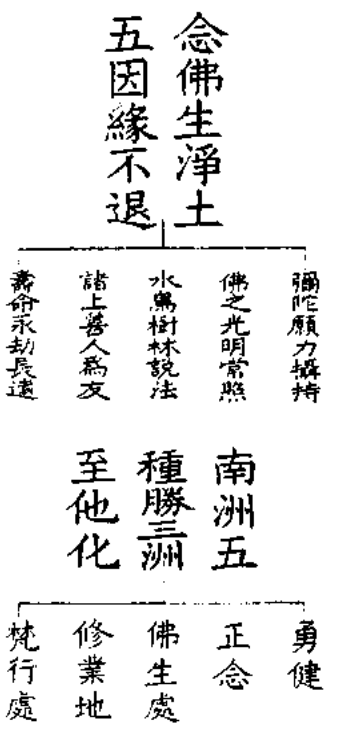 念佛生淨土
五因緣不退
彌陀願力攝持
佛之光明常照
水鳥樹林說法
諸上善人爲友
壽命永劫長遠
南洲五
種勝三洲
至他化
勇健
正念
佛生處
修業地
梵行處